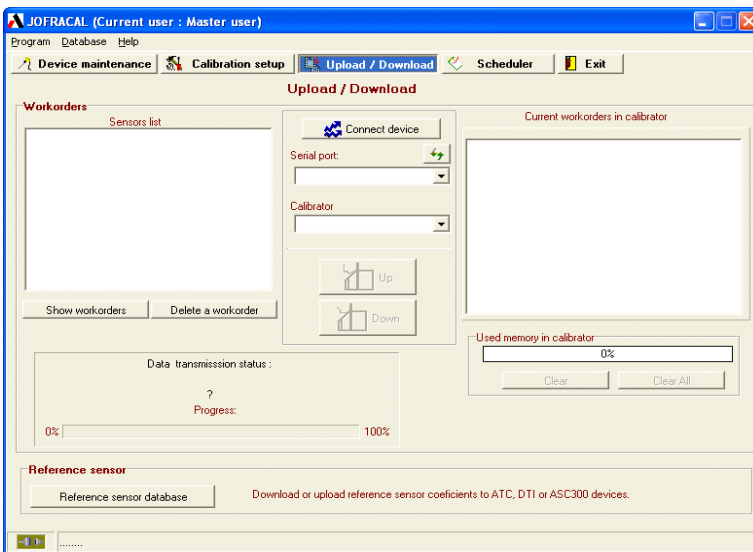 JOFRACAL (Current user : Master user)
Program Database Help
Device maintenance Calibration setup Upload / Download Scheduler Exit
Upload / Download
Workorders
Sensors list
Connect device
Serial port:
Calibrator
Up
Down
Show workorders Delete a workorder
Current workorders in calibrator
Used memory in calibrator
0%
Clear Clear All
Data transmisssion status :
?
Progress:
0% 100%
Reference sensor
Reference sensor database
Download or upload reference sensor coeficients to ATC, DTI or ASC300 devices.
........